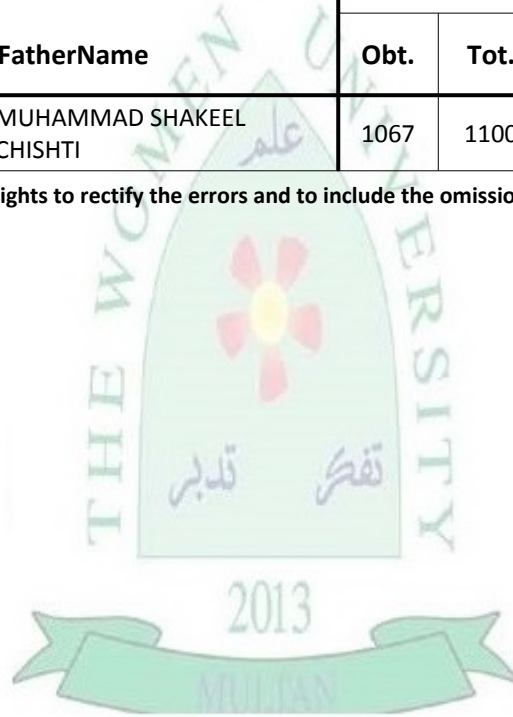 FatherName Obt. Tot.
MUHAMMAD SHAKEEL
CHISHTI 1067 1100
ights to rectify the errors and to include the omissio
THE WOMEN UNIVERSITY
علم
تدبر تفکر
2013
MULTAN